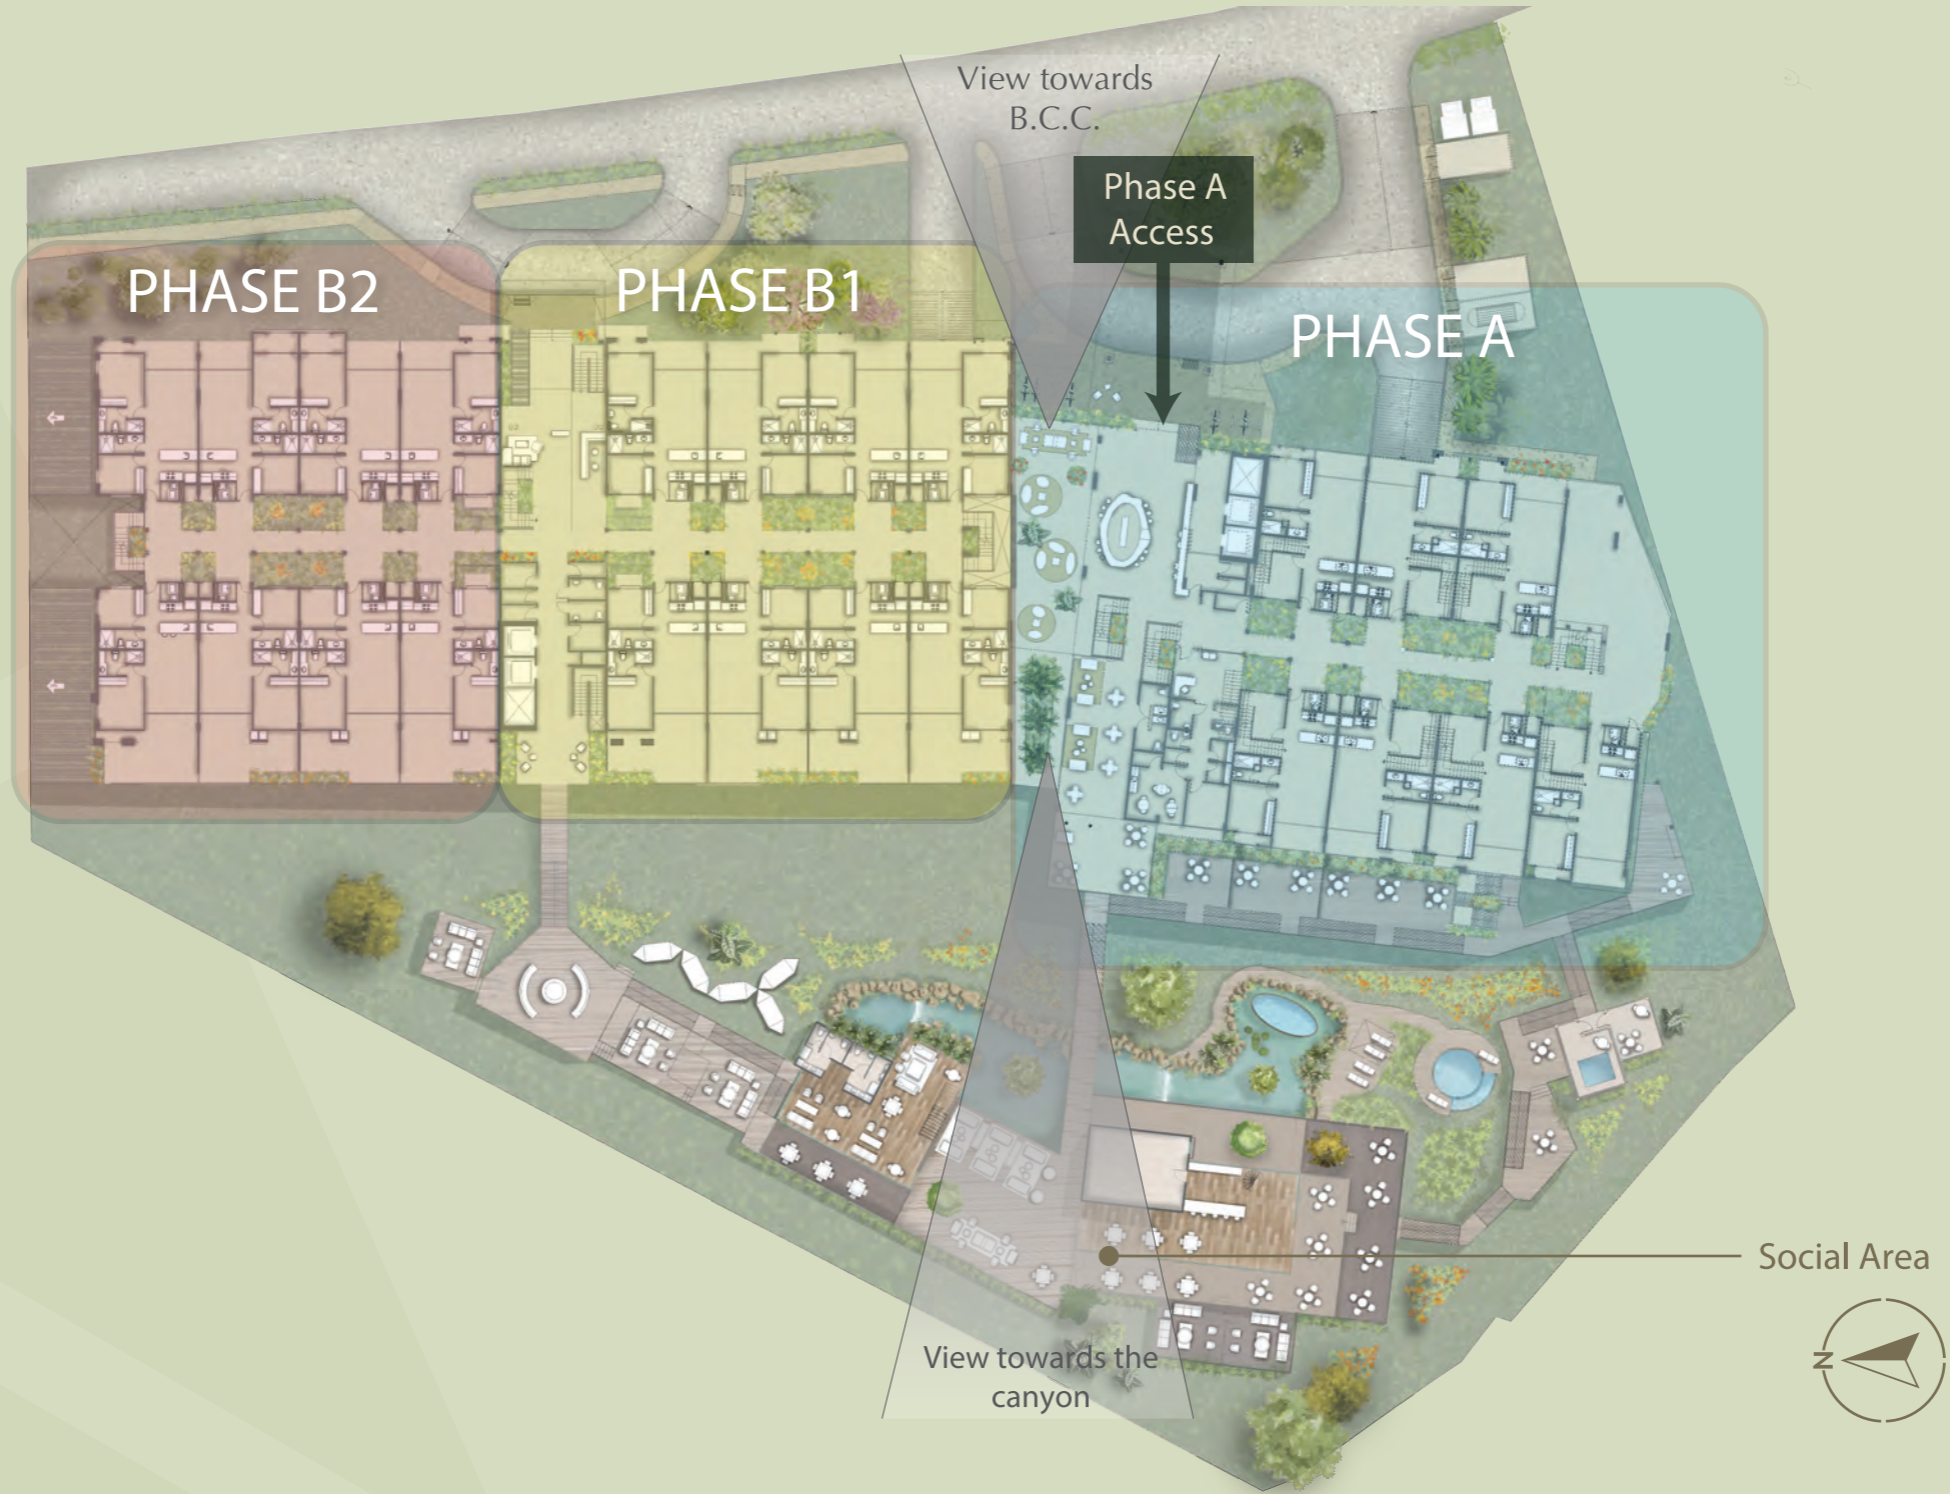 View towards
B.C.C.
Phase A
Access
PHASE B2
PHASE B1
PHASE A
Social Area
View towards the
canyon
N